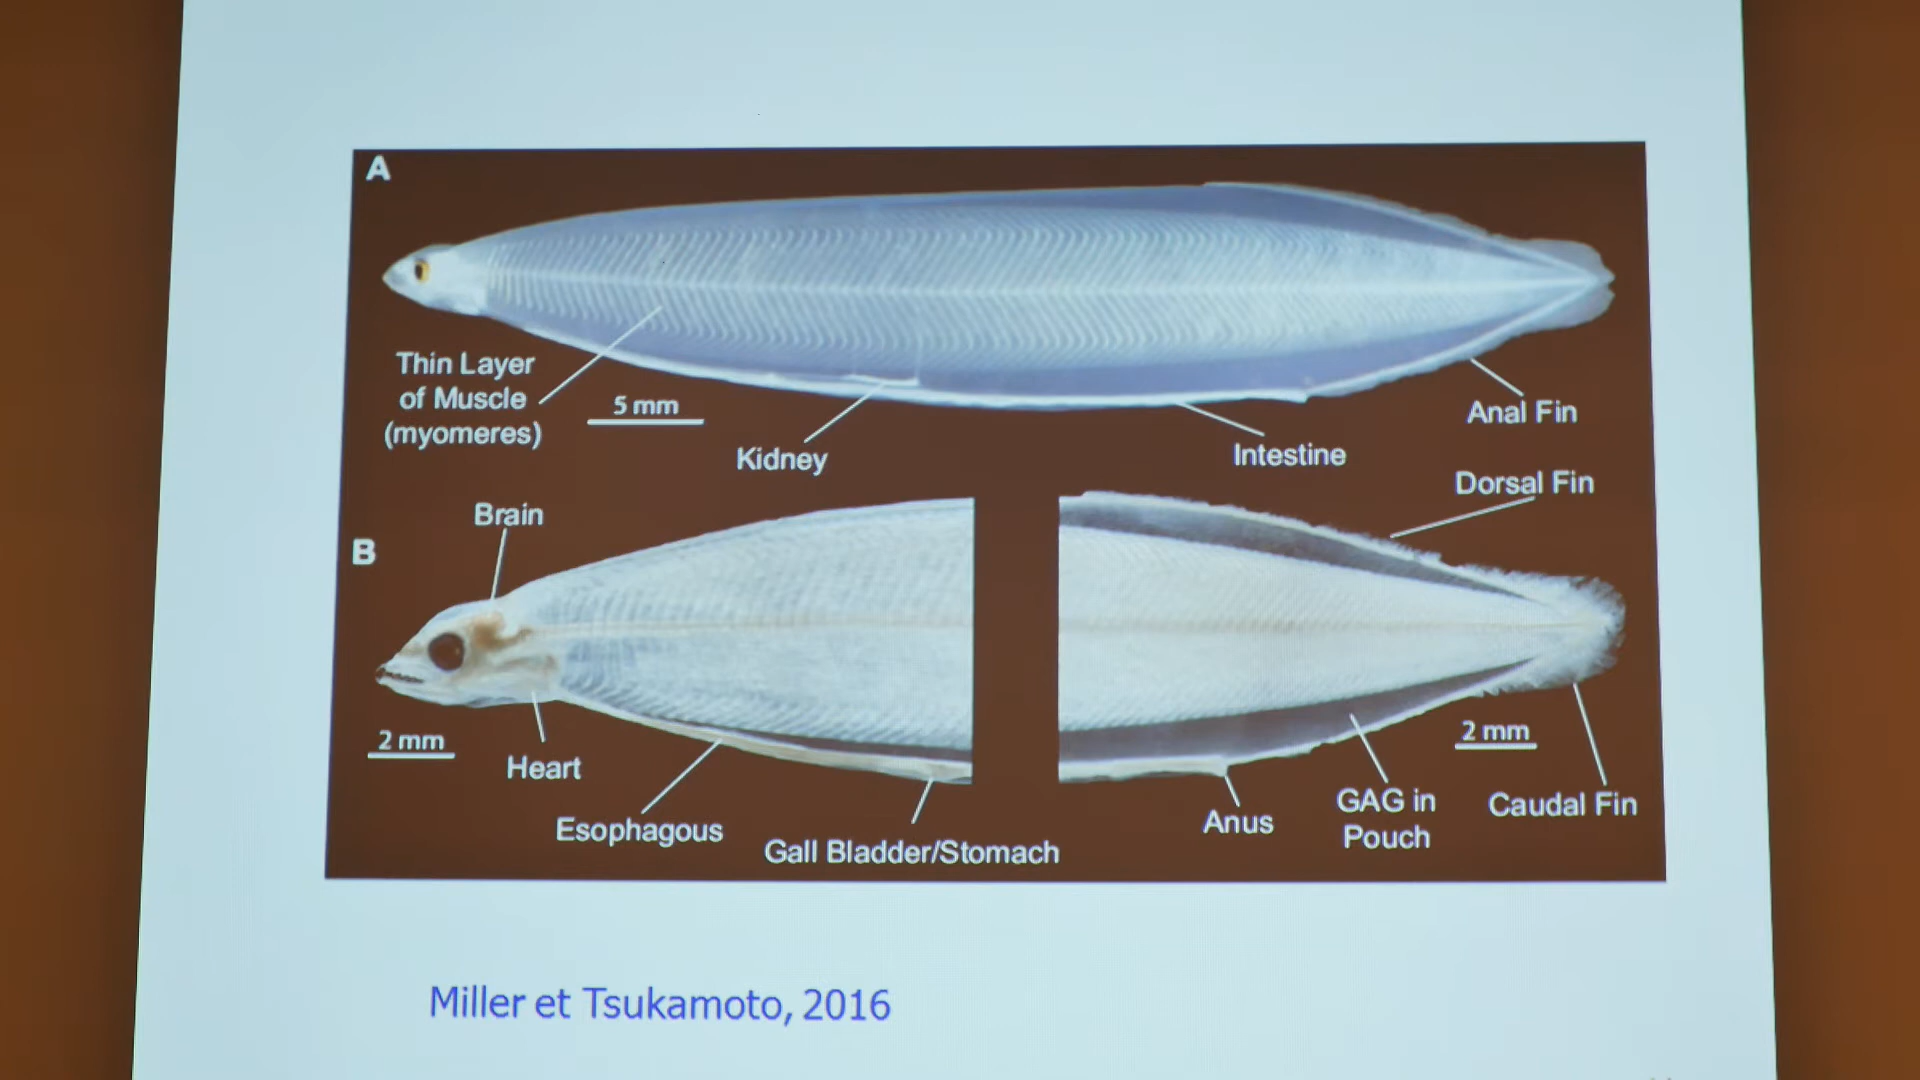 A
Thin Layer
of Muscle
(myomeres)
5 mm
Kidney
Intestine
Anal Fin
Dorsal Fin
Brain
B
2 mm
Heart
Esophagous
Gall Bladder/Stomach
Anus
GAG in
Pouch
2 mm
Caudal Fin
Miller et Tsukamoto, 2016